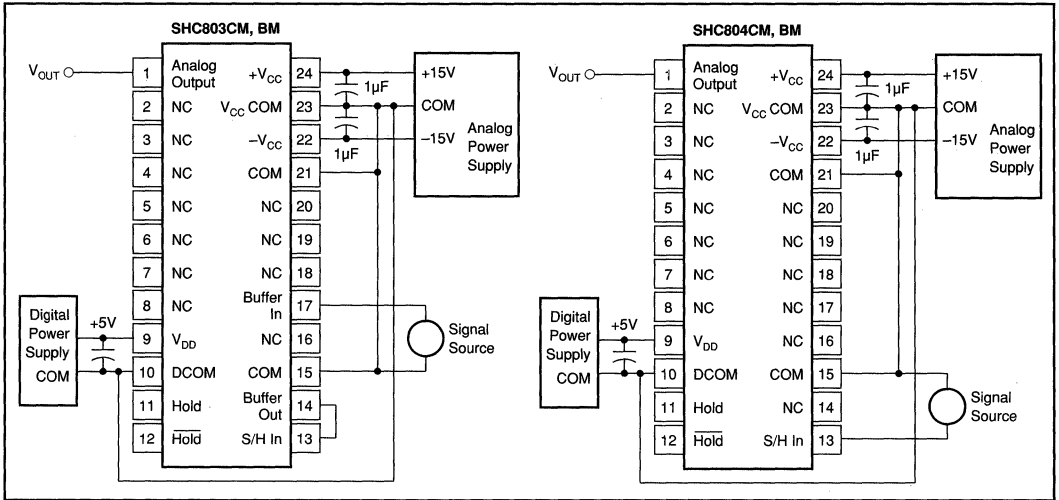 SHC803CM, BM
V_OUT
1 Analog Output
2 NC
3 NC
4 NC
5 NC
6 NC
7 NC
8 NC
9 V_DD
10 DCOM
11 Hold
12 H̅o̅l̅d̅
+V_CC 24
V_CC COM 23
–V_CC 22
COM 21
NC 20
NC 19
NC 18
Buffer In 17
NC 16
COM 15
Buffer Out 14
S/H In 13
1µF
1µF
+15V
COM
–15V
Analog
Power
Supply
Digital
Power
Supply
COM
+5V
Signal
Source
SHC804CM, BM
V_OUT
1 Analog Output
2 NC
3 NC
4 NC
5 NC
6 NC
7 NC
8 NC
9 V_DD
10 DCOM
11 Hold
12 H̅o̅l̅d̅
+V_CC 24
V_CC COM 23
–V_CC 22
COM 21
NC 20
NC 19
NC 18
NC 17
NC 16
COM 15
NC 14
S/H In 13
1µF
1µF
+15V
COM
–15V
Analog
Power
Supply
Digital
Power
Supply
COM
+5V
Signal
Source